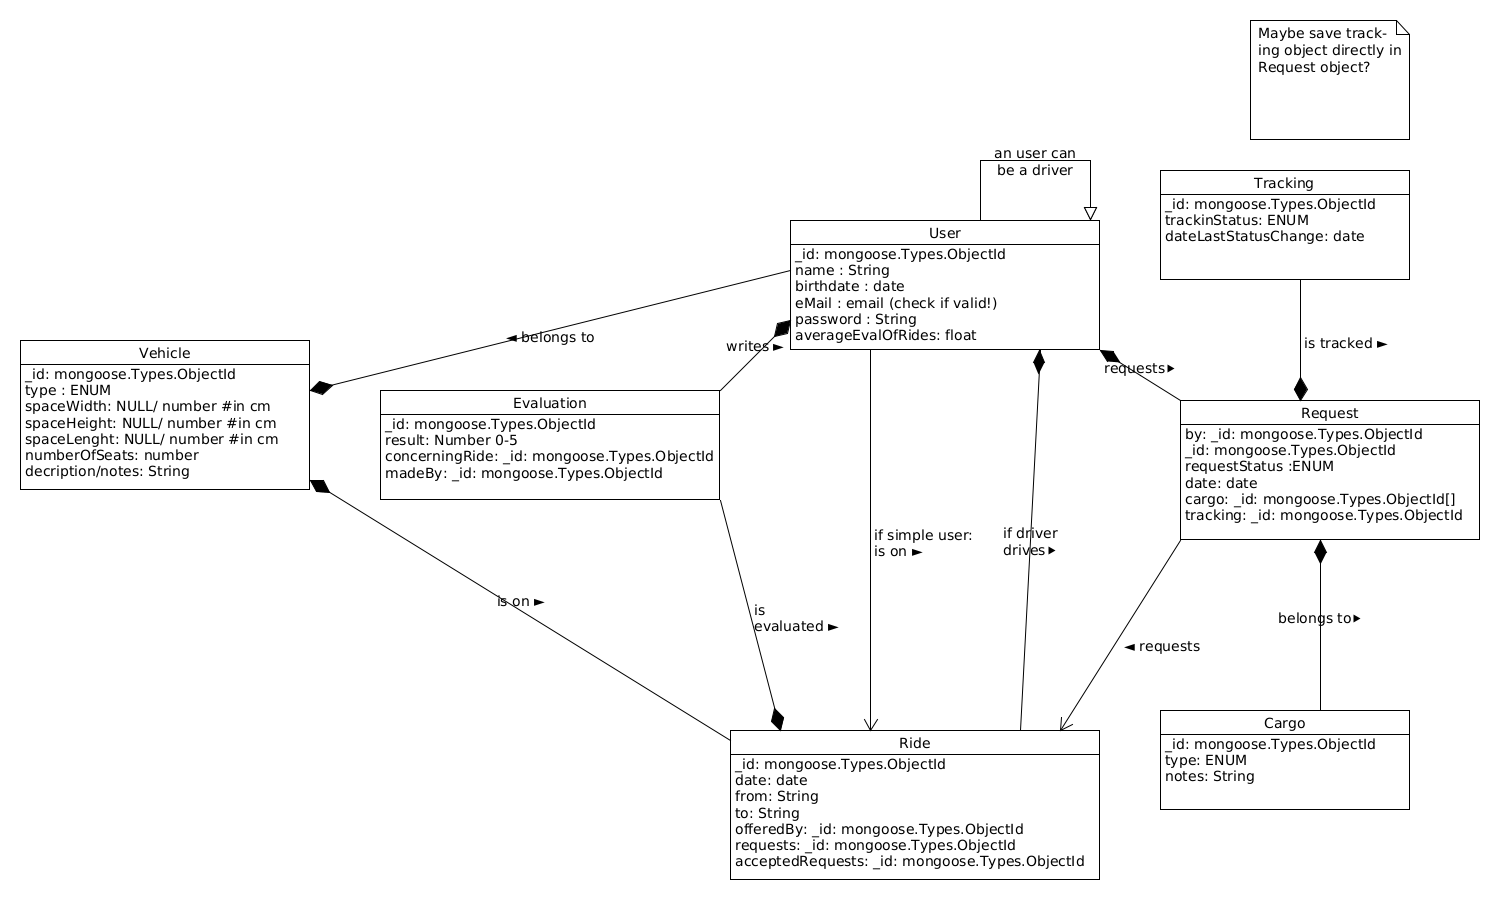 Maybe save track-
ing object directly in
Request object?
an user can
be a driver
Tracking
_id: mongoose.Types.ObjectId
trackinStatus: ENUM
dateLastStatusChange: date
User
_id: mongoose.Types.ObjectId
name : String
birthdate : date
eMail : email (check if valid!)
password : String
averageEvalOfRides: float
◄ belongs to
writes ►
is tracked ►
requests►
Vehicle
_id: mongoose.Types.ObjectId
type : ENUM
spaceWidth: NULL/ number #in cm
spaceHeight: NULL/ number #in cm
spaceLenght: NULL/ number #in cm
numberOfSeats: number
decription/notes: String
Evaluation
_id: mongoose.Types.ObjectId
result: Number 0-5
concerningRide: _id: mongoose.Types.ObjectId
madeBy: _id: mongoose.Types.ObjectId
Request
by: _id: mongoose.Types.ObjectId
_id: mongoose.Types.ObjectId
requestStatus :ENUM
date: date
cargo: _id: mongoose.Types.ObjectId[]
tracking: _id: mongoose.Types.ObjectId
if simple user:
is on ►
if driver
drives►
is on ►
is
evaluated ►
belongs to►
◄ requests
Ride
_id: mongoose.Types.ObjectId
date: date
from: String
to: String
offeredBy: _id: mongoose.Types.ObjectId
requests: _id: mongoose.Types.ObjectId
acceptedRequests: _id: mongoose.Types.ObjectId
Cargo
_id: mongoose.Types.ObjectId
type: ENUM
notes: String